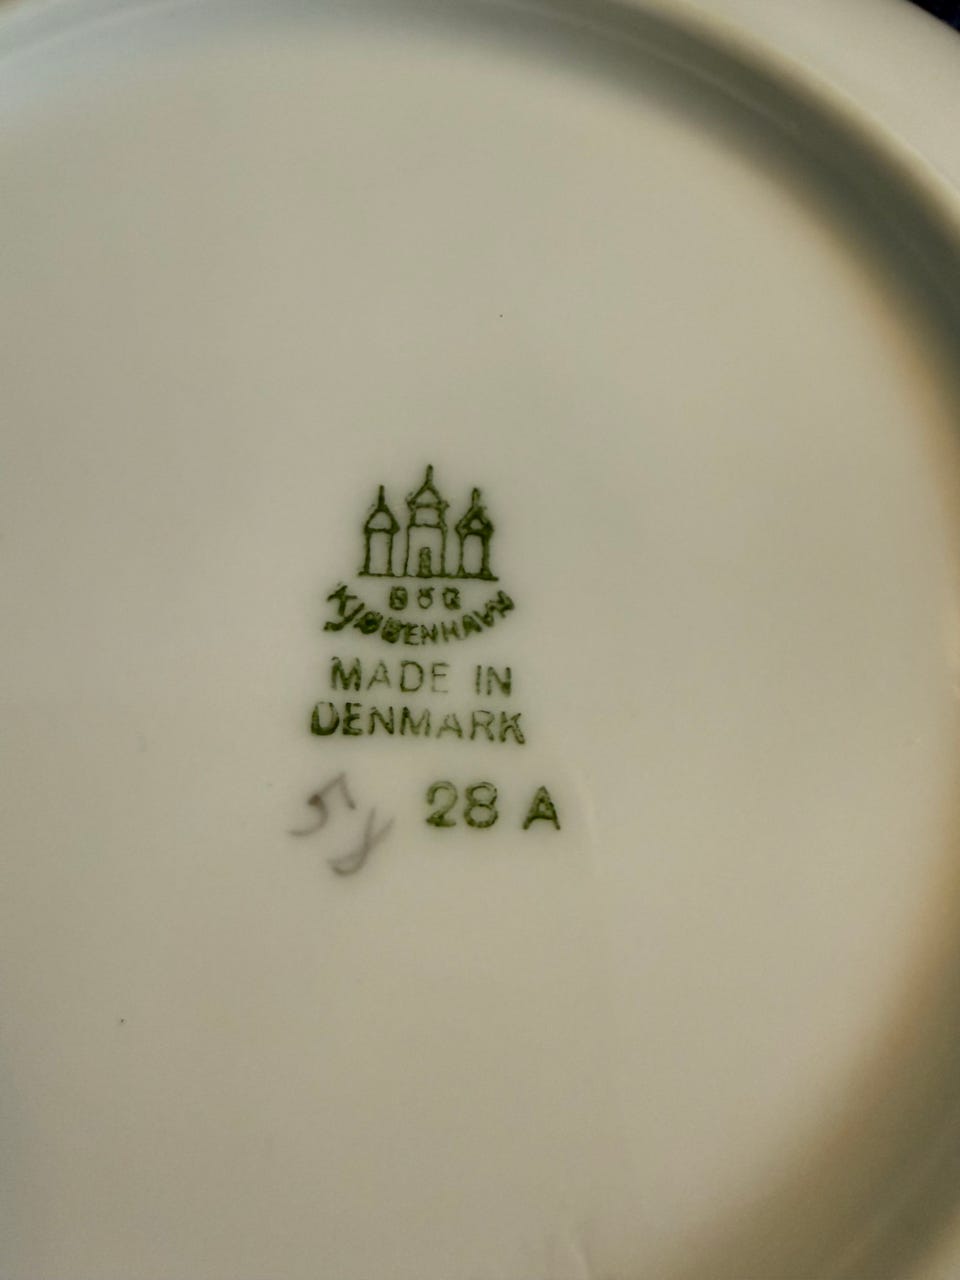 B&G
KJØBENHAVN
MADE IN
DENMARK
28 A